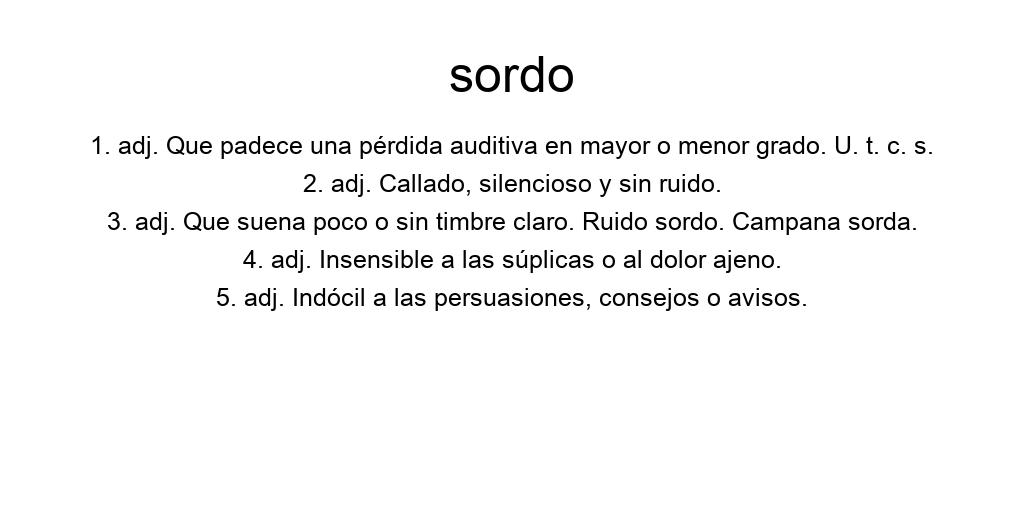 sordo
1. adj. Que padece una pérdida auditiva en mayor o menor grado. U. t. c. s.
2. adj. Callado, silencioso y sin ruido.
3. adj. Que suena poco o sin timbre claro. Ruido sordo. Campana sorda.
4. adj. Insensible a las súplicas o al dolor ajeno.
5. adj. Indócil a las persuasiones, consejos o avisos.